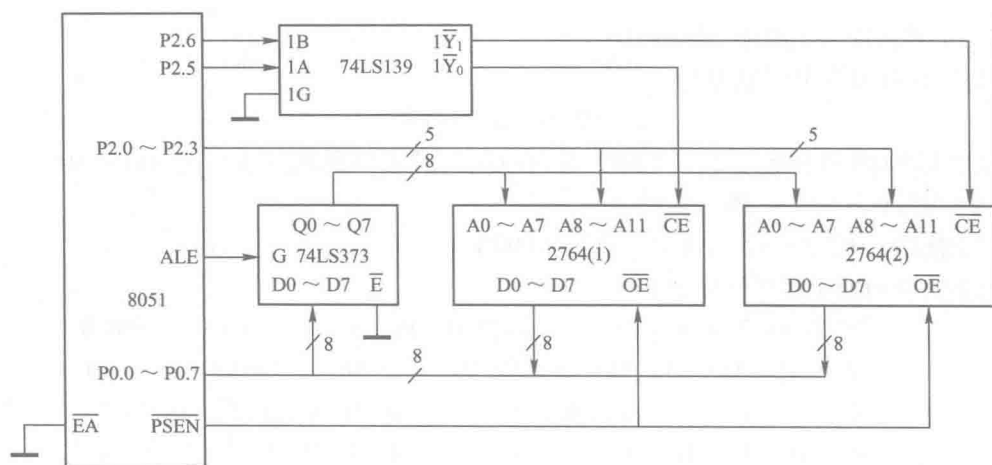 P2.6
1B
1Y̅₁
P2.5
1A
74LS139
1Y̅₀
1G
P2.0 ~ P2.3
5
5
8
Q0 ~ Q7
A0 ~ A7
A8 ~ A11
C̅E̅
A0 ~ A7
A8 ~ A11
C̅E̅
ALE
G 74LS373
2764(1)
2764(2)
D0 ~ D7
E̅
D0 ~ D7
O̅E̅
D0 ~ D7
O̅E̅
8051
8
8
8
P0.0 ~ P0.7
8
E̅A̅
P̅S̅E̅N̅